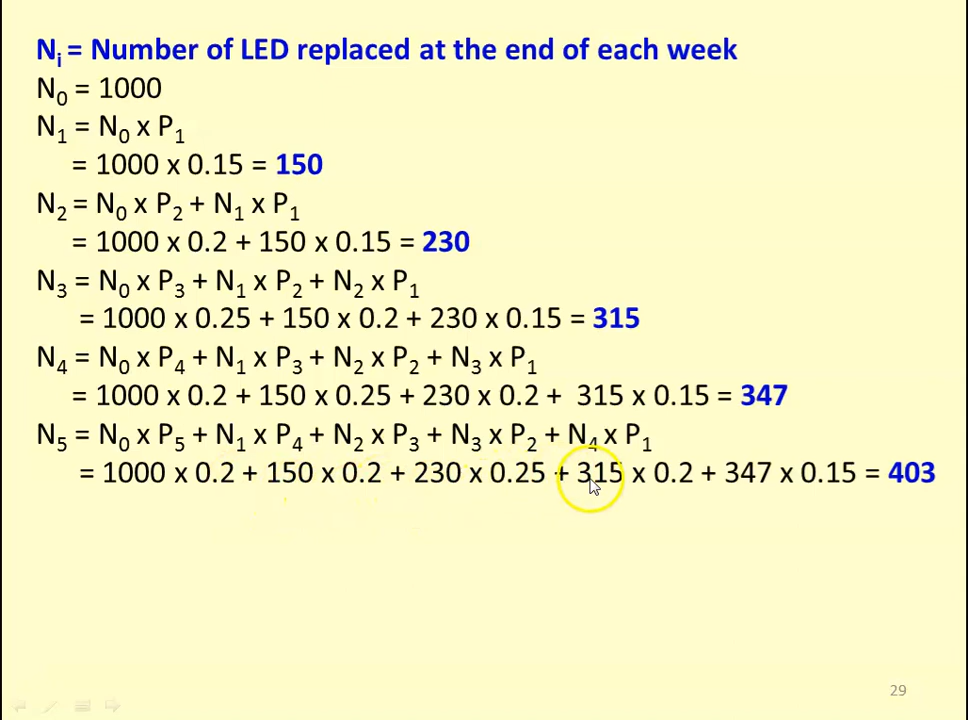 Nᵢ = Number of LED replaced at the end of each week
N₀ = 1000
N₁ = N₀ x P₁
= 1000 x 0.15 = 150
N₂ = N₀ x P₂ + N₁ x P₁
= 1000 x 0.2 + 150 x 0.15 = 230
N₃ = N₀ x P₃ + N₁ x P₂ + N₂ x P₁
= 1000 x 0.25 + 150 x 0.2 + 230 x 0.15 = 315
N₄ = N₀ x P₄ + N₁ x P₃ + N₂ x P₂ + N₃ x P₁
= 1000 x 0.2 + 150 x 0.25 + 230 x 0.2 + 315 x 0.15 = 347
N₅ = N₀ x P₅ + N₁ x P₄ + N₂ x P₃ + N₃ x P₂ + N₄ x P₁
= 1000 x 0.2 + 150 x 0.2 + 230 x 0.25 + 315 x 0.2 + 347 x 0.15 = 403
29